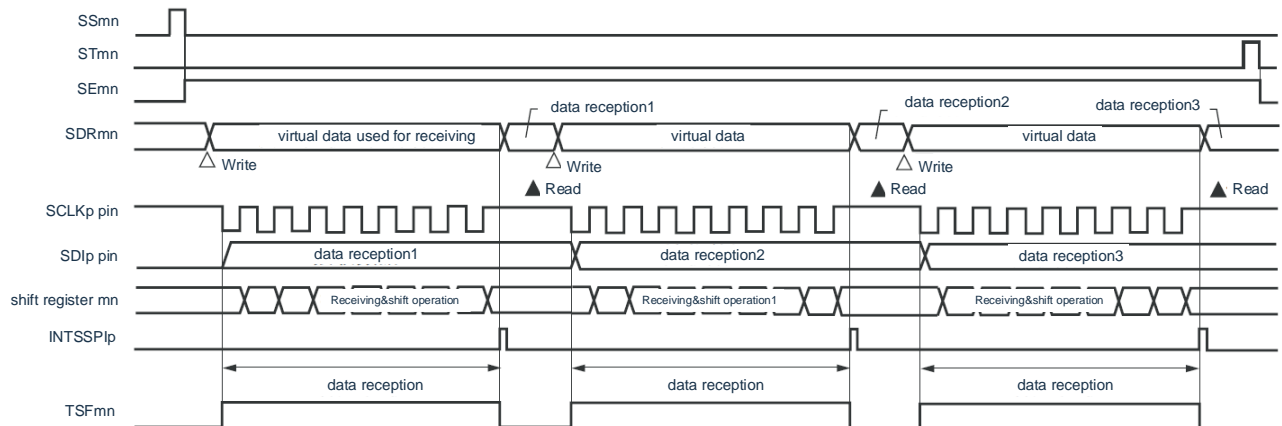 SSmn
STmn
SEmn
data reception1
data reception2
data reception3
SDRmn
virtual data used for receiving
virtual data
virtual data
Write
Write
Write
Read
Read
Read
SCLKp pin
SDIp pin
data reception1
data reception2
data reception3
shift register mn
Receiving&shift operation
Receiving&shift operation1
Receiving&shift operation
INTSSPIp
data reception
data reception
data reception
TSFmn